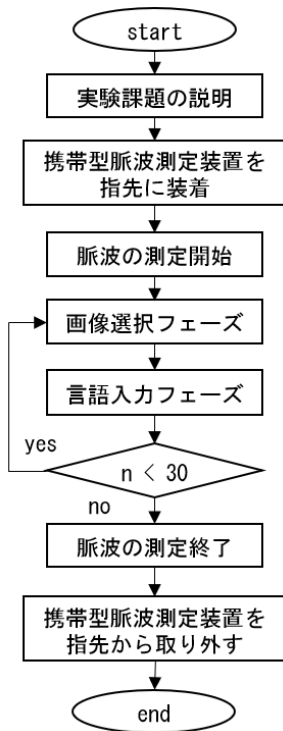 start
実験課題の説明
携帯型脈波測定装置を
指先に装着
脈波の測定開始
画像選択フェーズ
言語入力フェーズ
yes
n < 30
no
脈波の測定終了
携帯型脈波測定装置を
指先から取り外す
end